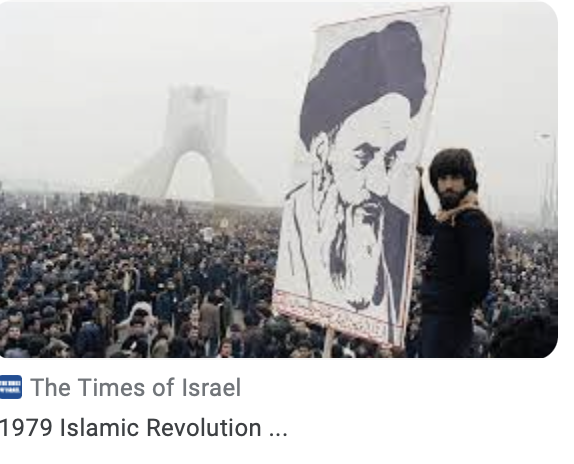 The Times of Israel
1979 Islamic Revolution ...